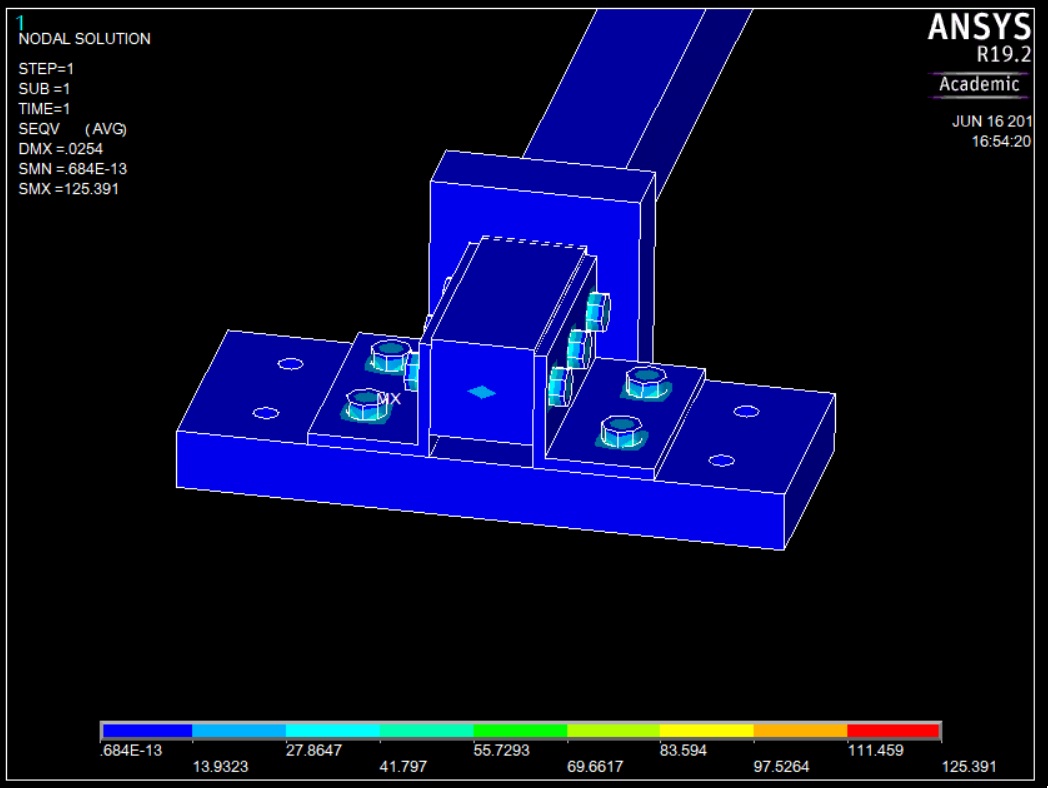 1
NODAL SOLUTION
STEP=1
SUB =1
TIME=1
SEQV (AVG)
DMX =.0254
SMN =.684E-13
SMX =125.391
ANSYS
R19.2
Academic
JUN 16 201
16:54:20
MX
.684E-13
13.9323
27.8647
41.797
55.7293
69.6617
83.594
97.5264
111.459
125.391